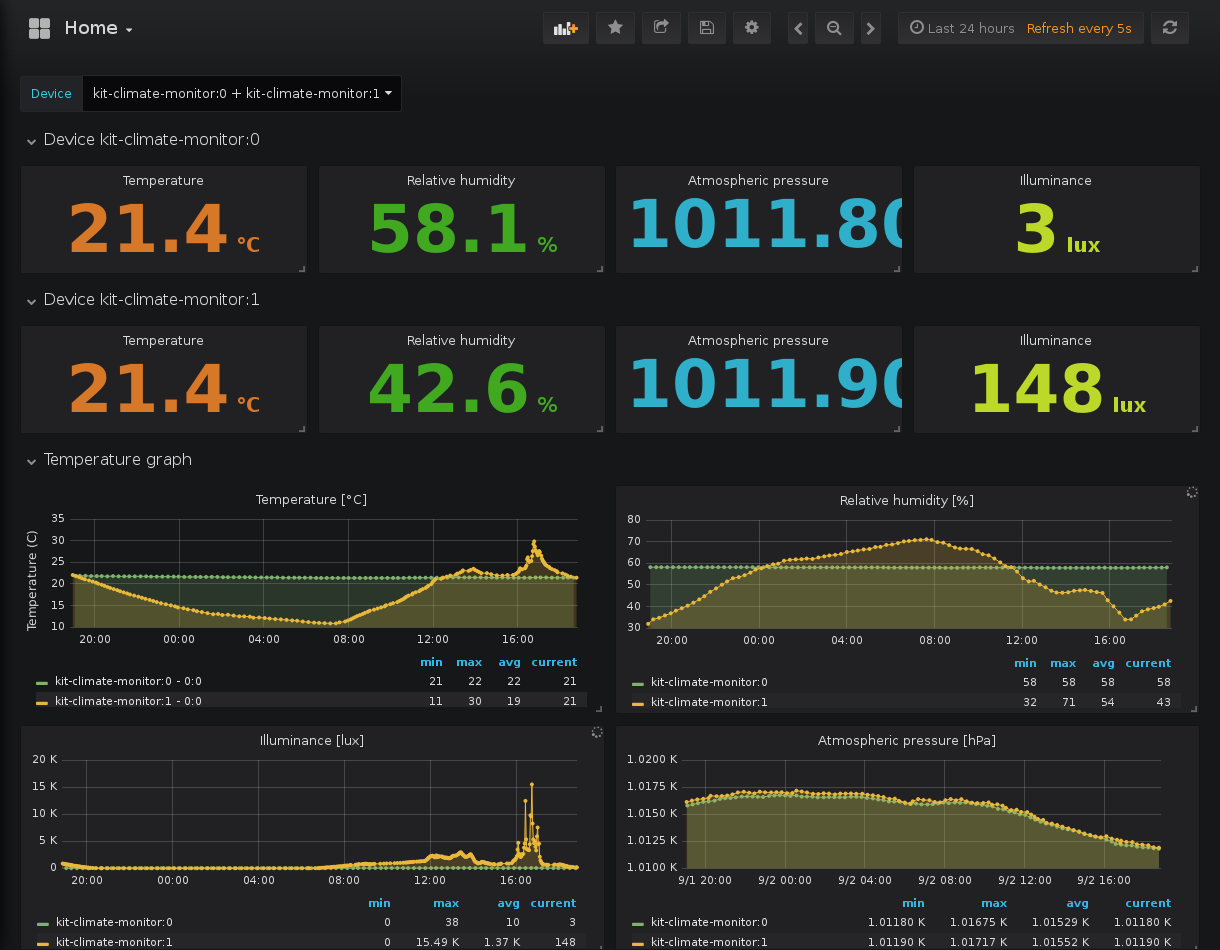 Home
Last 24 hours Refresh every 5s
Device kit-climate-monitor:0 + kit-climate-monitor:1
Device kit-climate-monitor:0
Temperature Relative humidity Atmospheric pressure Illuminance
21.4 °C 58.1 % 1011.80 3 lux
Device kit-climate-monitor:1
Temperature Relative humidity Atmospheric pressure Illuminance
21.4 °C 42.6 % 1011.90 148 lux
Temperature graph
Temperature [°C]
Temperature (C)
35
30
25
20
15
10
20:00 00:00 04:00 08:00 12:00 16:00
min max avg current
kit-climate-monitor:0 - 0:0 21 22 22 21
kit-climate-monitor:1 - 0:0 11 30 19 21
Relative humidity [%]
80
70
60
50
40
30
20:00 00:00 04:00 08:00 12:00 16:00
min max avg current
kit-climate-monitor:0 58 58 58 58
kit-climate-monitor:1 32 71 54 43
Illuminance [lux]
20 K
15 K
10 K
5 K
0
20:00 00:00 04:00 08:00 12:00 16:00
min max avg current
kit-climate-monitor:0 0 38 10 3
kit-climate-monitor:1 0 15.49 K 1.37 K 148
Atmospheric pressure [hPa]
1.0200 K
1.0175 K
1.0150 K
1.0125 K
1.0100 K
9/1 20:00 9/2 00:00 9/2 04:00 9/2 08:00 9/2 12:00 9/2 16:00
min max avg current
kit-climate-monitor:0 1.01180 K 1.01675 K 1.01529 K 1.01180 K
kit-climate-monitor:1 1.01190 K 1.01717 K 1.01552 K 1.01190 K